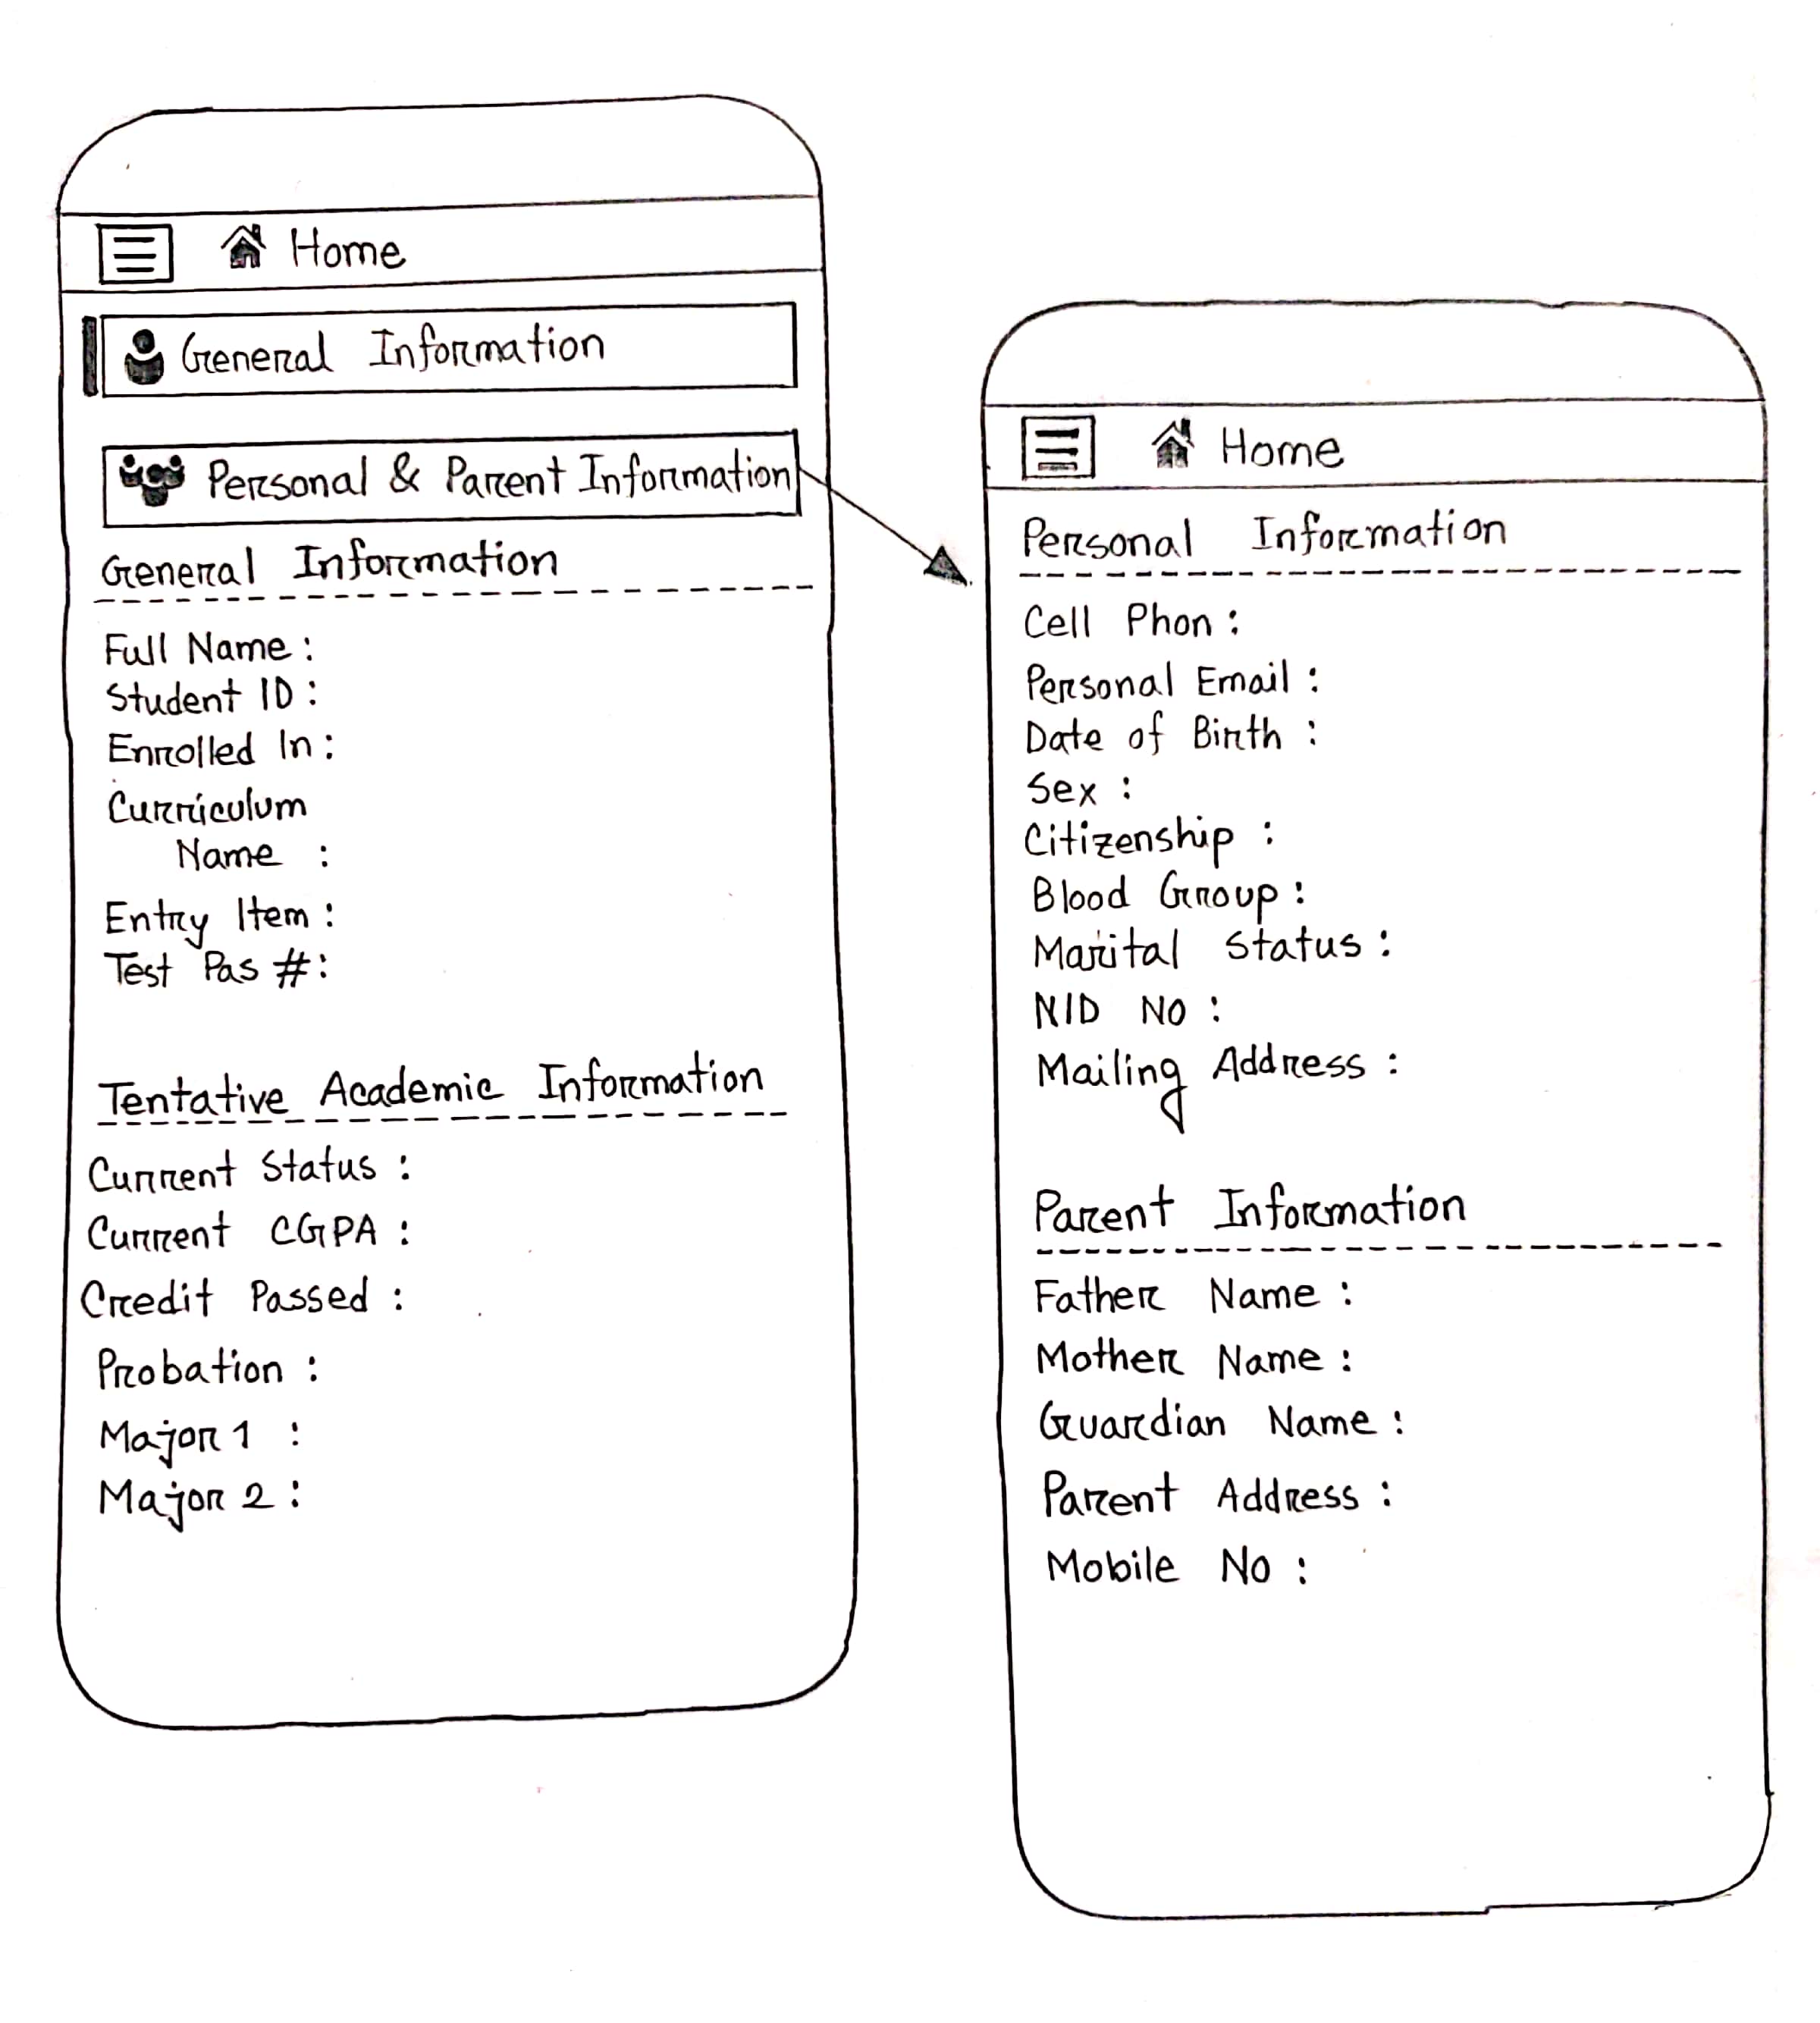 Home
General Information
Personal & Parent Information
General Information
Full Name :
Student ID :
Enrolled In :
Curriculum
Name :
Entry Item :
Test Pas # :
Tentative Academic Information
Current Status :
Current CGPA :
Credit Passed :
Probation :
Major 1 :
Major 2 :
Home
Personal Information
Cell Phon :
Personal Email :
Date of Birth :
Sex :
Citizenship :
Blood Group :
Marital Status :
NID NO :
Mailing Address :
Parent Information
Father Name :
Mother Name :
Guardian Name :
Parent Address :
Mobile No :